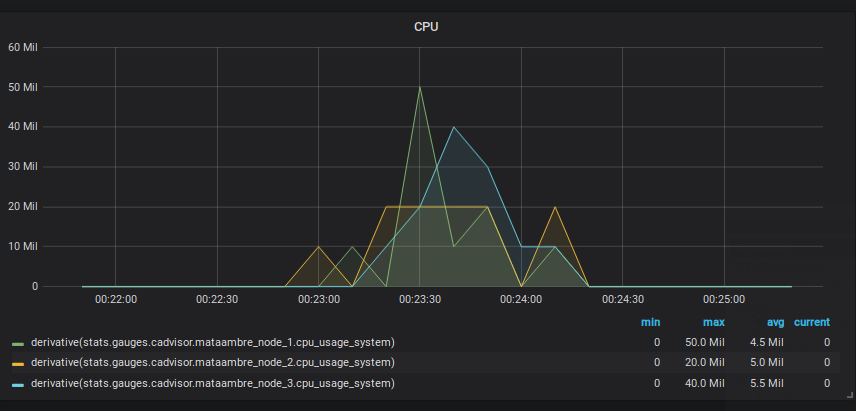 CPU
60 Mil
50 Mil
40 Mil
30 Mil
20 Mil
10 Mil
0
00:22:00 00:22:30 00:23:00 00:23:30 00:24:00 00:24:30 00:25:00
min max avg current
derivative(stats.gauges.cadvisor.mataambre_node_1.cpu_usage_system) 0 50.0 Mil 4.5 Mil 0
derivative(stats.gauges.cadvisor.mataambre_node_2.cpu_usage_system) 0 20.0 Mil 5.0 Mil 0
derivative(stats.gauges.cadvisor.mataambre_node_3.cpu_usage_system) 0 40.0 Mil 5.5 Mil 0